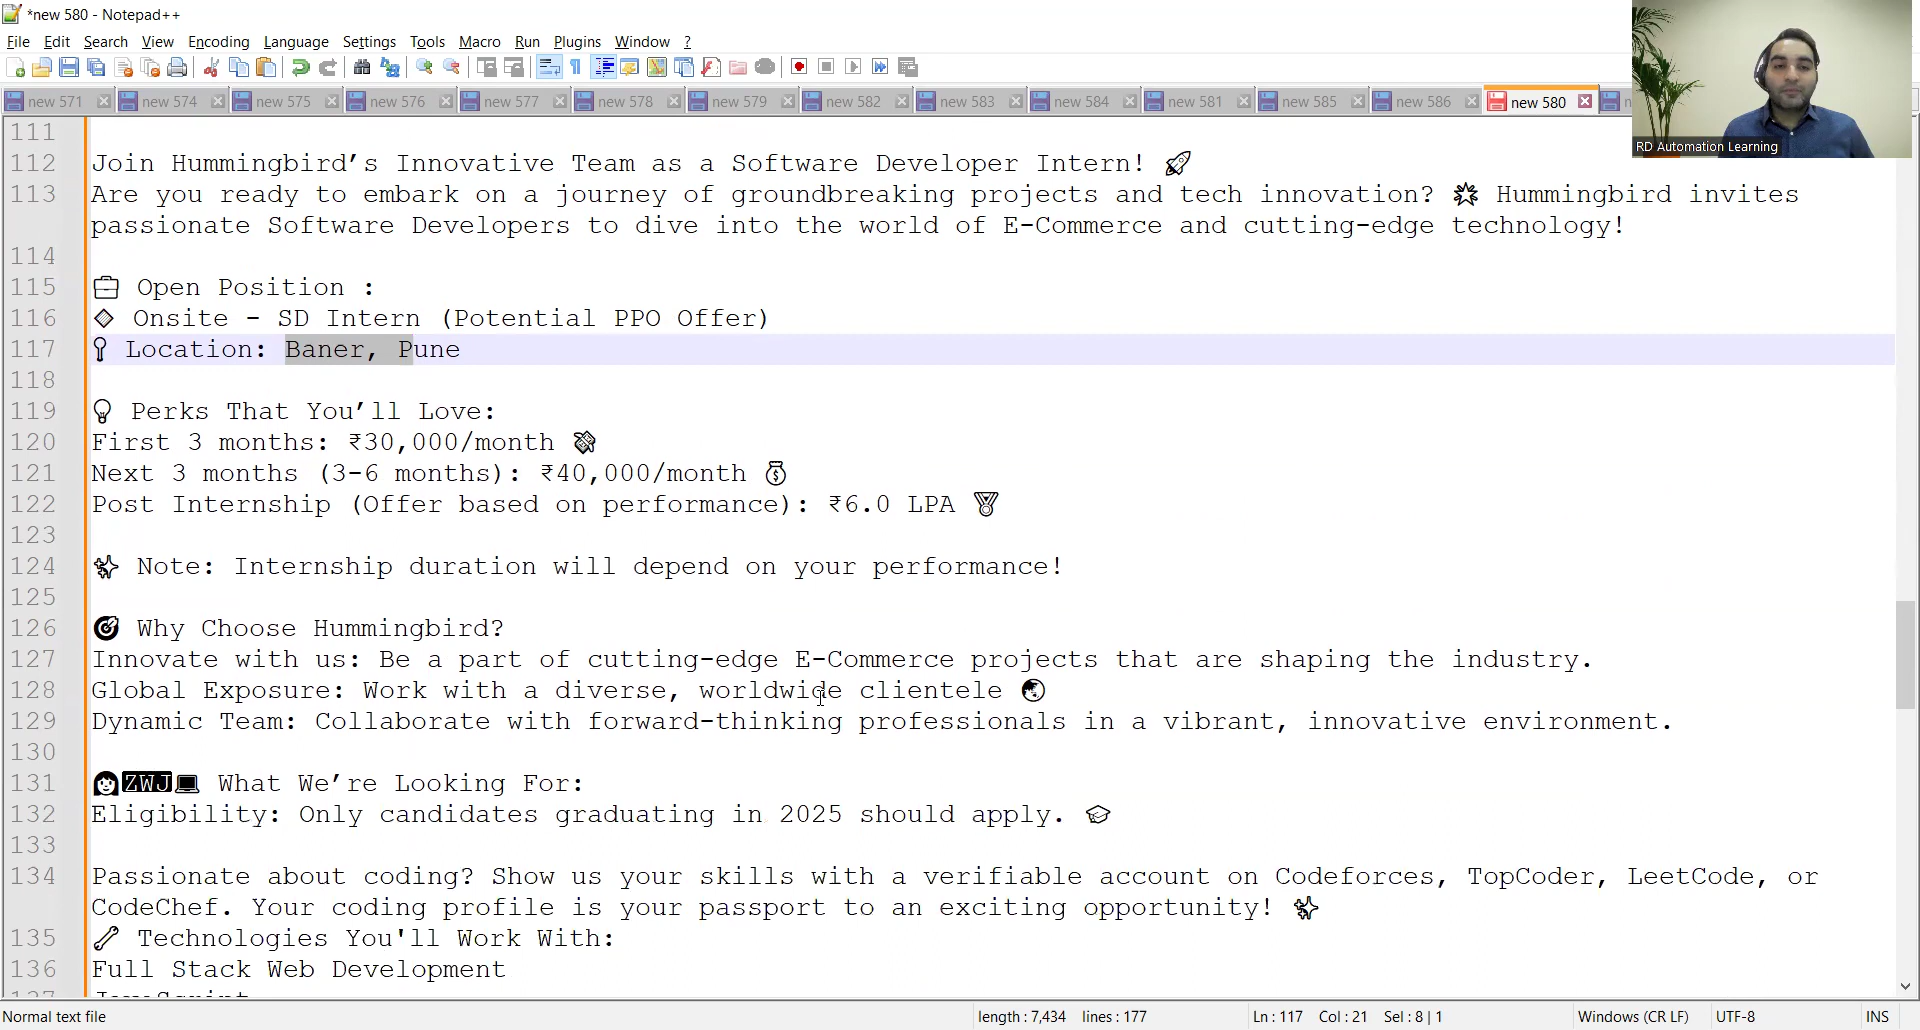 *new 580 - Notepad++
File Edit Search View Encoding Language Settings Tools Macro Run Plugins Window ?
new 571 new 574 new 575 new 576 new 577 new 578 new 579 new 582 new 583 new 584 new 581 new 585 new 586 new 580
RD Automation Learning
111
112 Join Hummingbird’s Innovative Team as a Software Developer Intern! 🚀
113 Are you ready to embark on a journey of groundbreaking projects and tech innovation? 🌟 Hummingbird invites
passionate Software Developers to dive into the world of E-Commerce and cutting-edge technology!
114
115 💼 Open Position :
116 🔸 Onsite - SD Intern (Potential PPO Offer)
117 📍 Location: Baner, Pune
118
119 💡 Perks That You’ll Love:
120 First 3 months: ₹30,000/month 💸
121 Next 3 months (3-6 months): ₹40,000/month 💰
122 Post Internship (Offer based on performance): ₹6.0 LPA 🏅
123
124 ✨ Note: Internship duration will depend on your performance!
125
126 🎯 Why Choose Hummingbird?
127 Innovate with us: Be a part of cutting-edge E-Commerce projects that are shaping the industry.
128 Global Exposure: Work with a diverse, worldwide clientele 🌏
129 Dynamic Team: Collaborate with forward-thinking professionals in a vibrant, innovative environment.
130
131 👩ZWJ💻 What We’re Looking For:
132 Eligibility: Only candidates graduating in 2025 should apply. 🎓
133
134 Passionate about coding? Show us your skills with a verifiable account on Codeforces, TopCoder, LeetCode, or
CodeChef. Your coding profile is your passport to an exciting opportunity! ✨
135 🔧 Technologies You'll Work With:
136 Full Stack Web Development
137 JavaScript
Normal text file length : 7,434 lines : 177 Ln : 117 Col : 21 Sel : 8 | 1 Windows (CR LF) UTF-8 INS